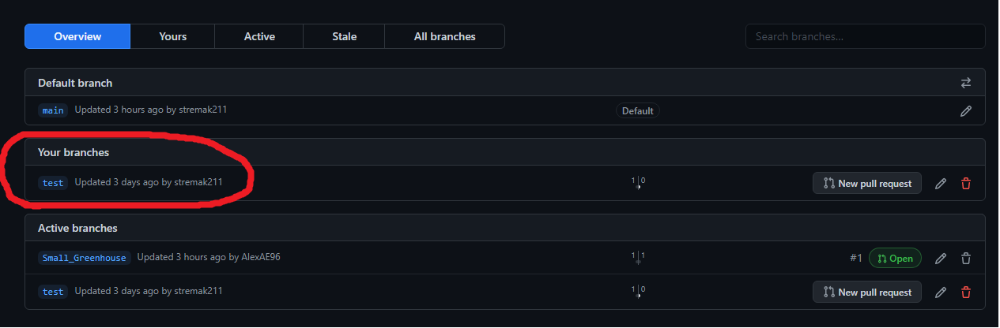 Overview Yours Active Stale All branches Search branches...
Default branch
main Updated 3 hours ago by stremak211 Default
Your branches
test Updated 3 days ago by stremak211 1 0 New pull request
Active branches
Small_Greenhouse Updated 3 hours ago by AlexAE96 1 1 #1 Open
test Updated 3 days ago by stremak211 1 0 New pull request